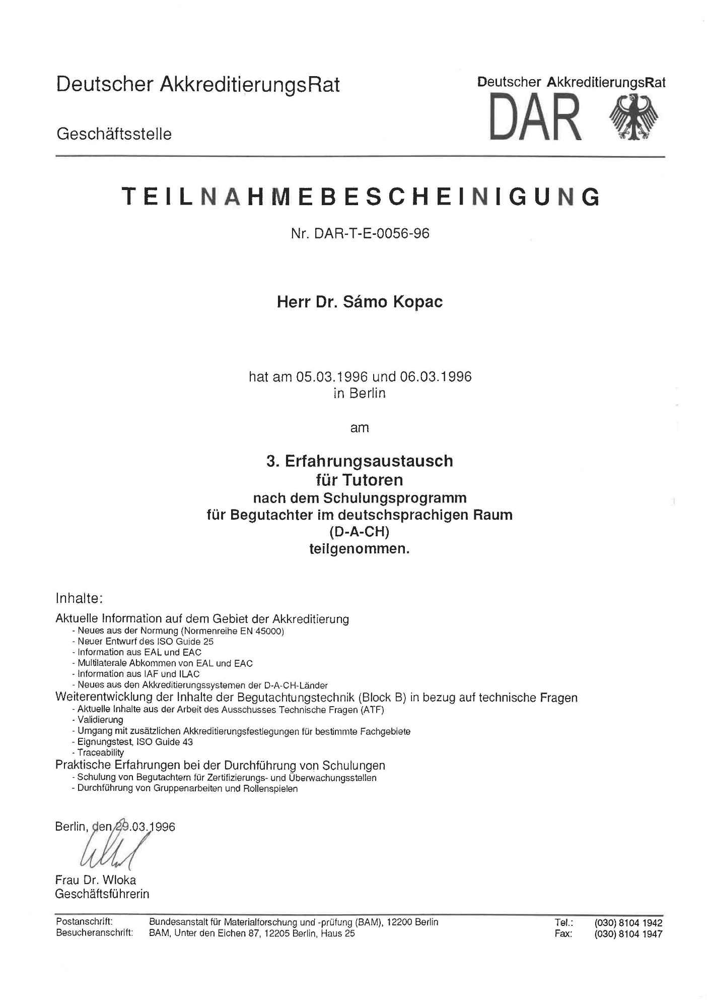 Deutscher AkkreditierungsRat
Deutscher AkkreditierungsRat
DAR
Geschäftsstelle
TEILNAHMEBESCHEINIGUNG
Nr. DAR-T-E-0056-96
Herr Dr. Sámo Kopac
hat am 05.03.1996 und 06.03.1996
in Berlin
am
3. Erfahrungsaustausch
für Tutoren
nach dem Schulungsprogramm
für Begutachter im deutschsprachigen Raum
(D-A-CH)
teilgenommen.
Inhalte:
Aktuelle Information auf dem Gebiet der Akkreditierung
- Neues aus der Normung (Normenreihe EN 45000)
- Neuer Entwurf des ISO Guide 25
- Information aus EAL und EAC
- Multilaterale Abkommen von EAL und EAC
- Information aus IAF und ILAC
- Neues aus den Akkreditierungssystemen der D-A-CH-Länder
Weiterentwicklung der Inhalte der Begutachtungstechnik (Block B) in bezug auf technische Fragen
- Aktuelle Inhalte aus der Arbeit des Ausschusses Technische Fragen (ATF)
- Validierung
- Umgang mit zusätzlichen Akkreditierungsfestlegungen für bestimmte Fachgebiete
- Eignungstest, ISO Guide 43
- Traceability
Praktische Erfahrungen bei der Durchführung von Schulungen
- Schulung von Begutachtern für Zertifizierungs- und Überwachungsstellen
- Durchführung von Gruppenarbeiten und Rollenspielen
Berlin, den 29.03.1996
Frau Dr. Wloka
Geschäftsführerin
Postanschrift: Bundesanstalt für Materialforschung und -prüfung (BAM), 12200 Berlin Tel.: (030) 8104 1942
Besucheranschrift: BAM, Unter den Eichen 87, 12205 Berlin, Haus 25 Fax: (030) 8104 1947